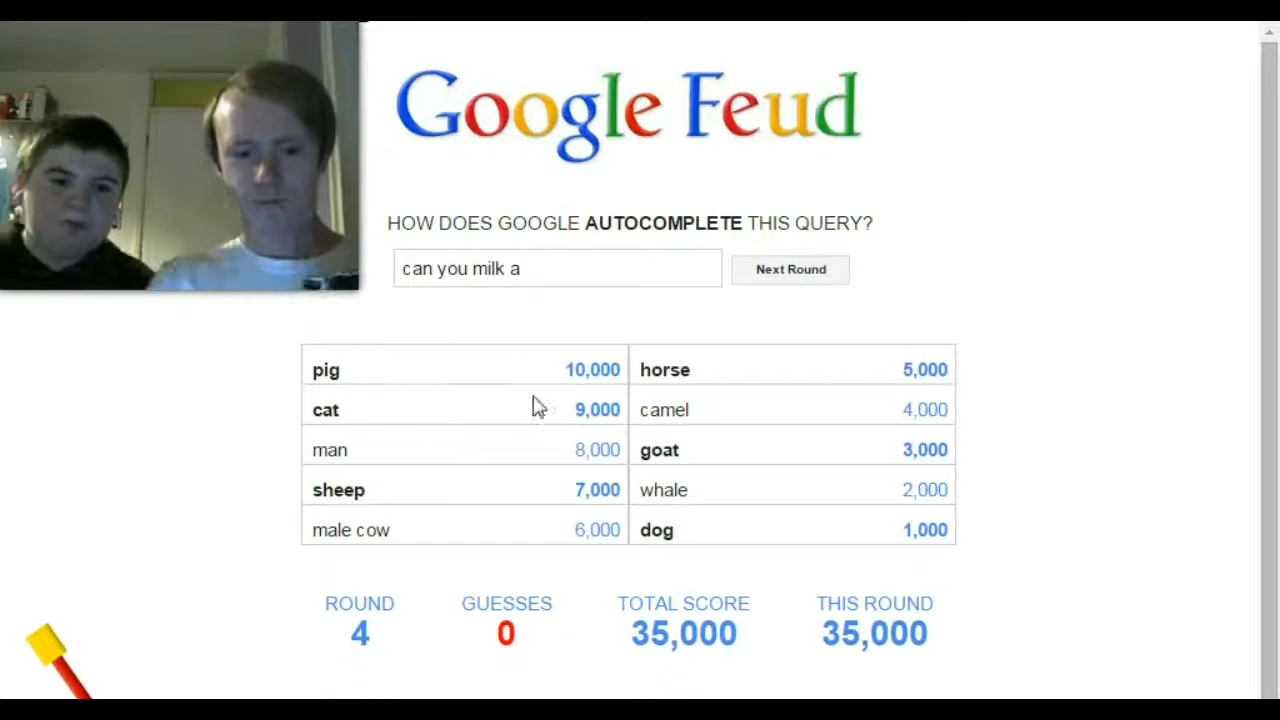 Google Feud
HOW DOES GOOGLE AUTOCOMPLETE THIS QUERY?
can you milk a
Next Round
pig 10,000 horse 5,000
cat 9,000 camel 4,000
man 8,000 goat 3,000
sheep 7,000 whale 2,000
male cow 6,000 dog 1,000
ROUND GUESSES TOTAL SCORE THIS ROUND
4 0 35,000 35,000